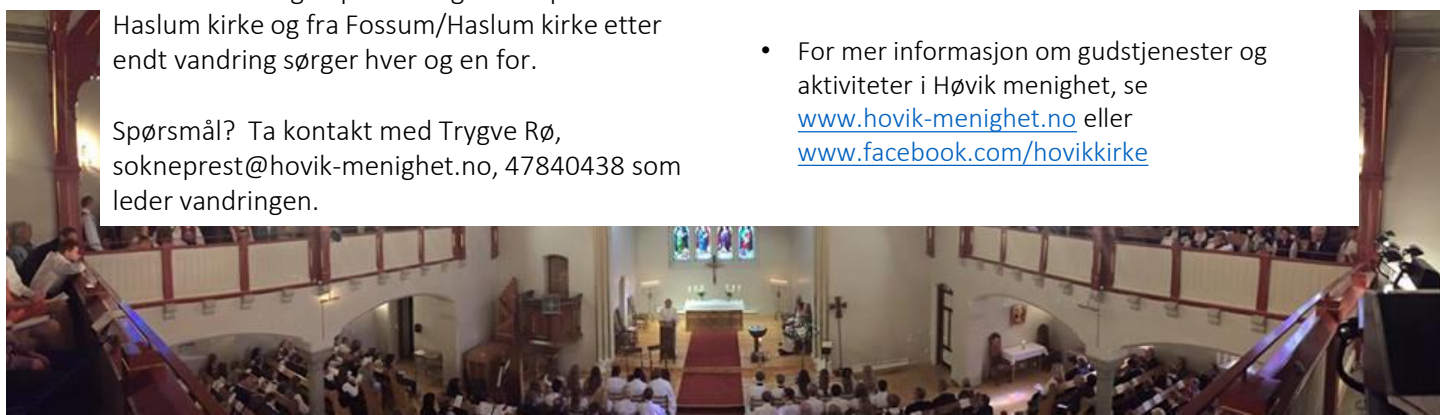 Haslum kirke og fra Fossum/Haslum kirke etter
endt vandring sørger hver og en for.
Spørsmål?  Ta kontakt med Trygve Rø,
sokneprest@hovik-menighet.no, 47840438 som
leder vandringen.
• For mer informasjon om gudstjenester og
aktiviteter i Høvik menighet, se
www.hovik-menighet.no eller
www.facebook.com/hovikkirke